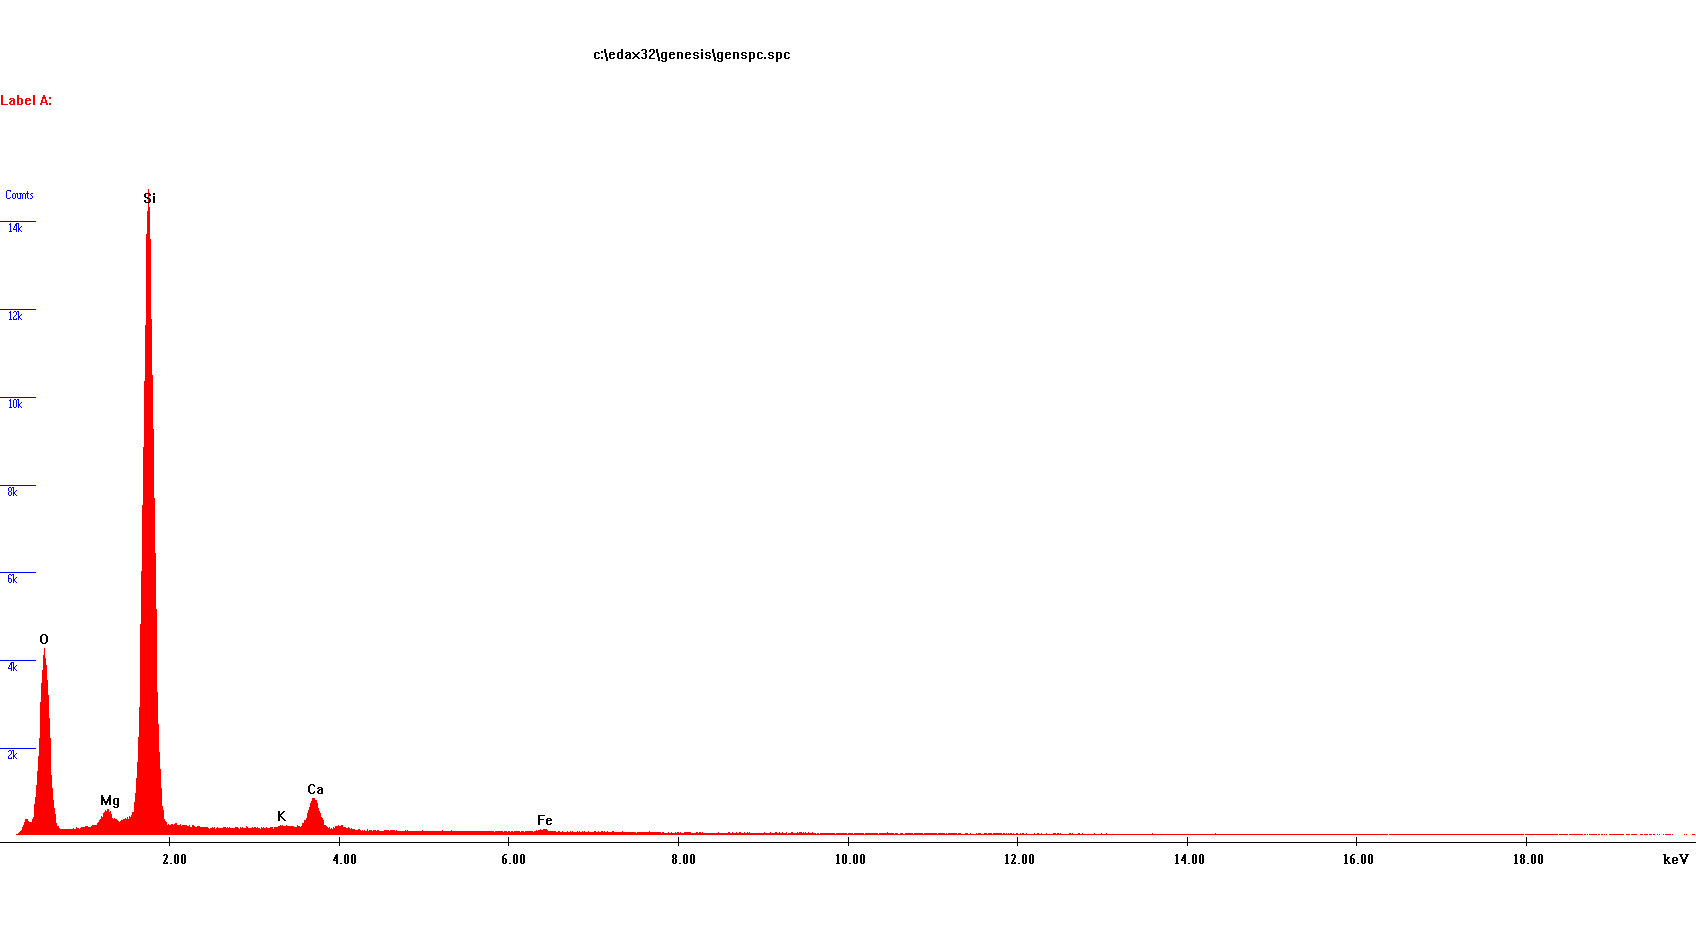 c:\edax32\genesis\genspc.spc
Label A:
Counts
Si
14k
12k
10k
8k
6k
O
4k
2k
Mg
Ca
K
Fe
2.00 4.00 6.00 8.00 10.00 12.00 14.00 16.00 18.00 keV